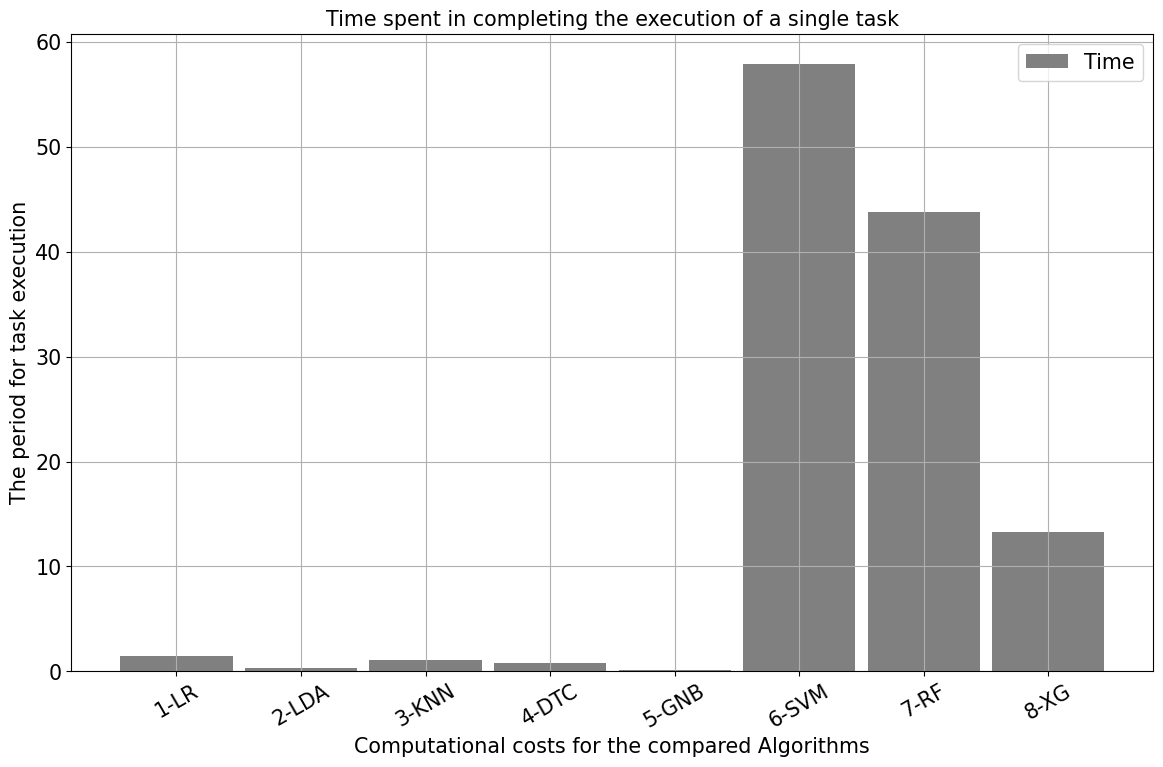 Time spent in completing the execution of a single task
Time
The period for task execution
60
50
40
30
20
10
0
1-LR
2-LDA
3-KNN
4-DTC
5-GNB
6-SVM
7-RF
8-XG
Computational costs for the compared Algorithms